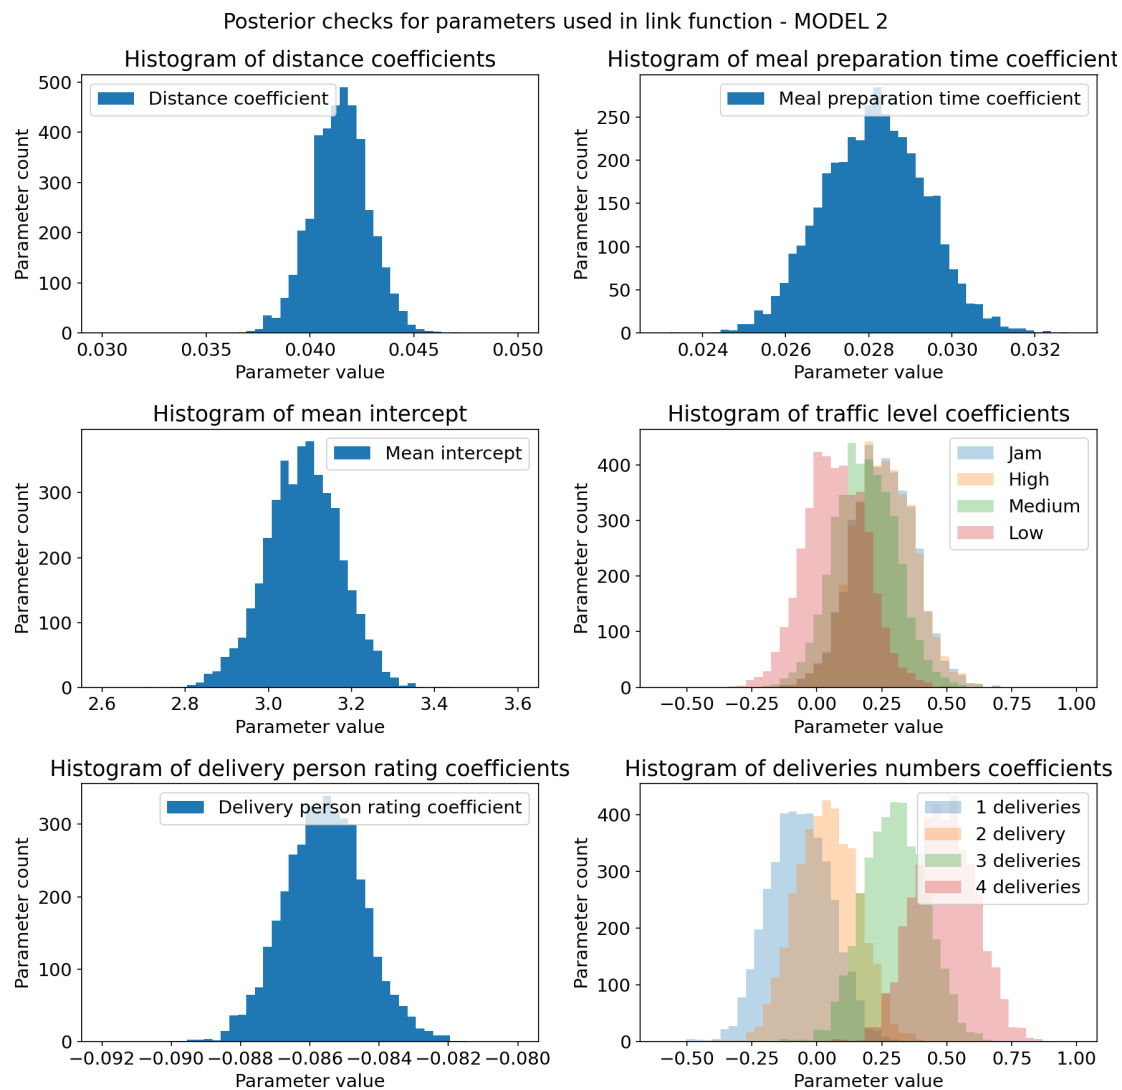 Posterior checks for parameters used in link function - MODEL 2
Histogram of distance coefficients
Distance coefficient
Parameter count
500
400
300
200
100
0
0.030 0.035 0.040 0.045 0.050
Parameter value
Histogram of meal preparation time coefficient
Meal preparation time coefficient
Parameter count
250
200
150
100
50
0
0.024 0.026 0.028 0.030 0.032
Parameter value
Histogram of mean intercept
Mean intercept
Parameter count
300
200
100
0
2.6 2.8 3.0 3.2 3.4 3.6
Parameter value
Histogram of traffic level coefficients
Jam
High
Medium
Low
Parameter count
400
300
200
100
0
−0.50 −0.25 0.00 0.25 0.50 0.75 1.00
Parameter value
Histogram of delivery person rating coefficients
Delivery person rating coefficient
Parameter count
300
200
100
0
−0.092 −0.090 −0.088 −0.086 −0.084 −0.082 −0.080
Parameter value
Histogram of deliveries numbers coefficients
1 deliveries
2 delivery
3 deliveries
4 deliveries
Parameter count
400
300
200
100
0
−0.50 −0.25 0.00 0.25 0.50 0.75 1.00
Parameter value